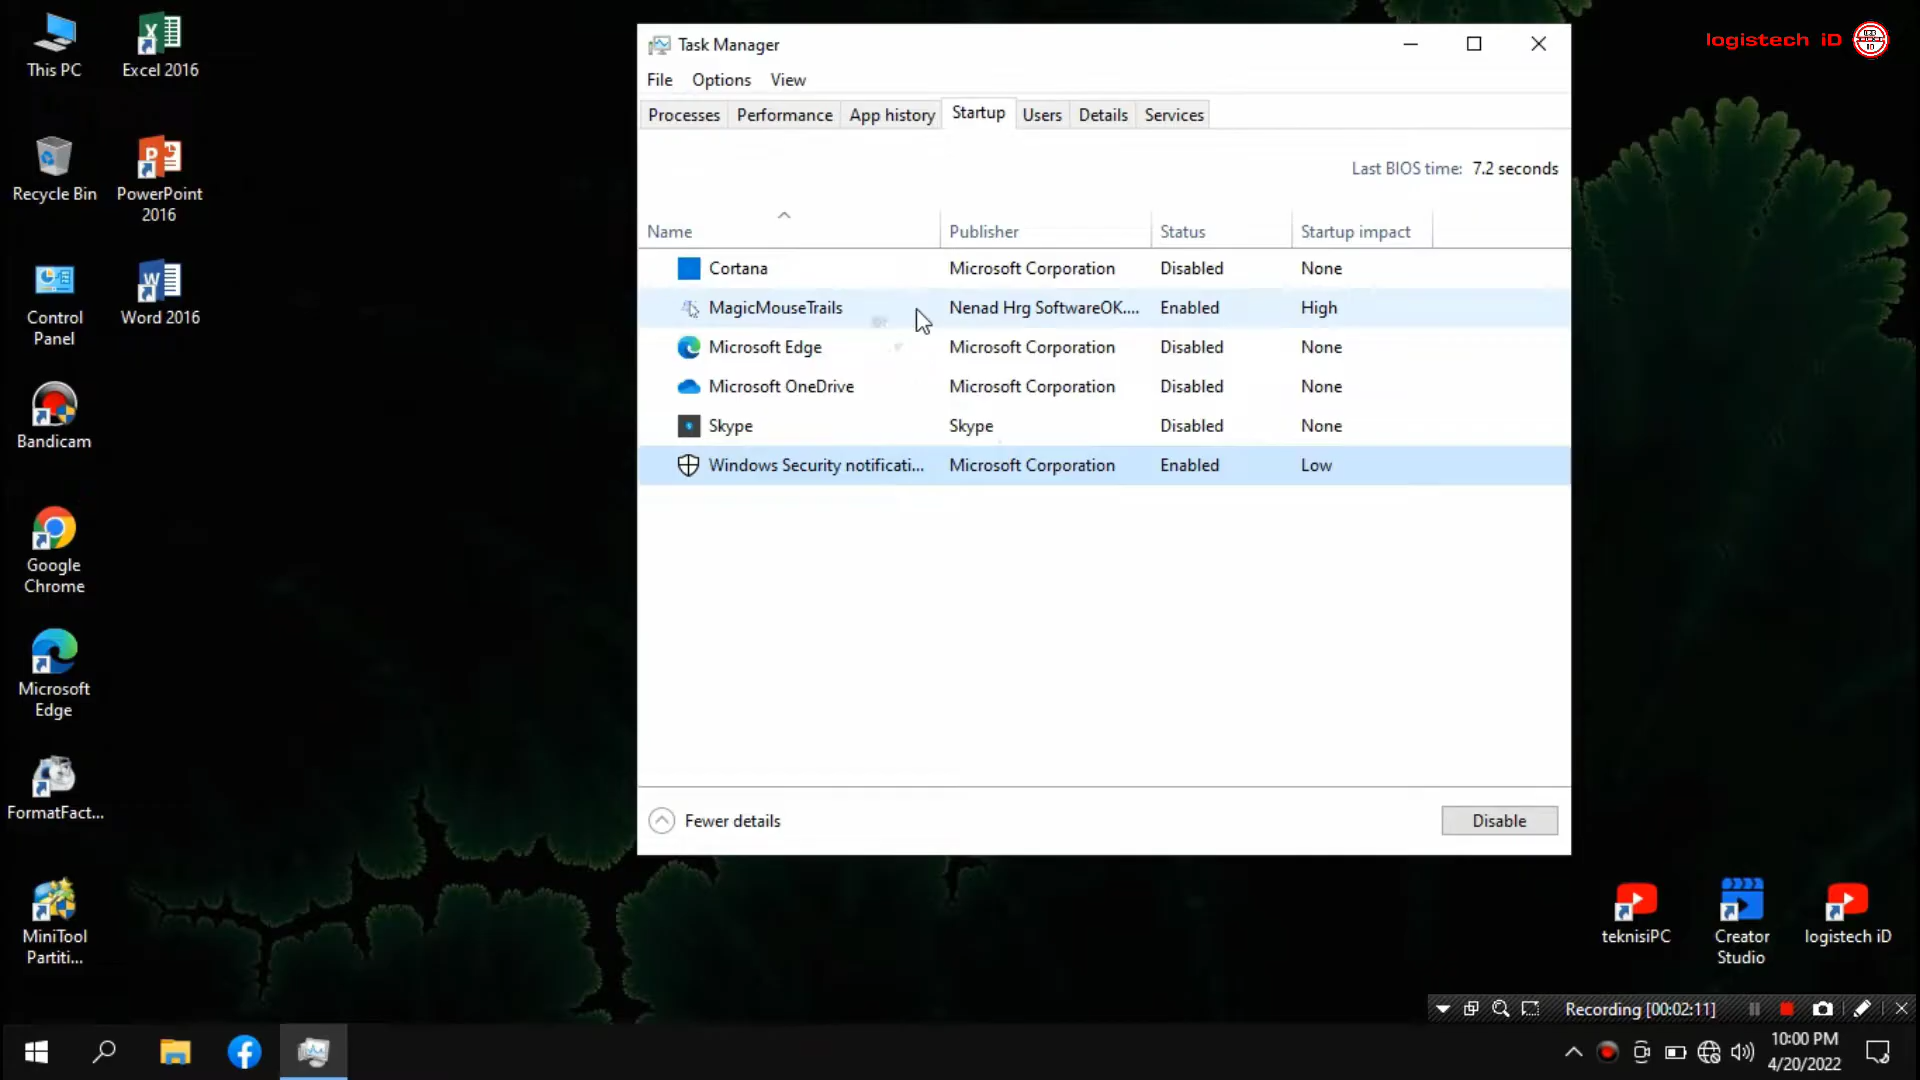 This PC
Excel 2016
Recycle Bin
PowerPoint
2016
Control
Panel
Word 2016
Bandicam
Google
Chrome
Microsoft
Edge
FormatFact...
MiniTool
Partiti...
logistech iD
Task Manager
File Options View
Processes Performance App history Startup Users Details Services
Last BIOS time: 7.2 seconds
Name Publisher Status Startup impact
Cortana Microsoft Corporation Disabled None
MagicMouseTrails Nenad Hrg SoftwareOK.... Enabled High
Microsoft Edge Microsoft Corporation Disabled None
Microsoft OneDrive Microsoft Corporation Disabled None
Skype Skype Disabled None
Windows Security notificati... Microsoft Corporation Enabled Low
Fewer details
Disable
teknisiPC
Creator
Studio
logistech iD
Recording [00:02:11]
10:00 PM
4/20/2022